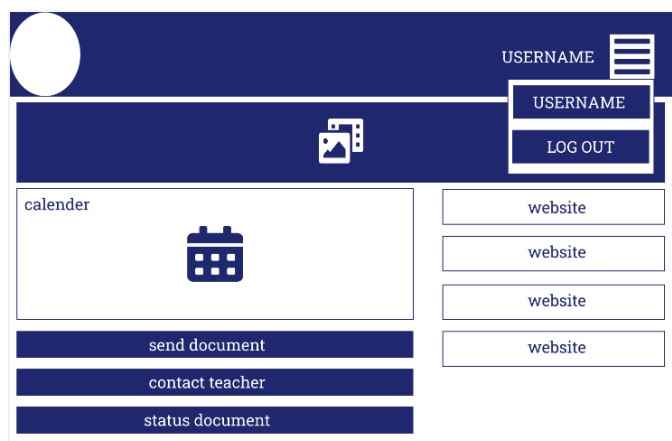 USERNAME
USERNAME
LOG OUT
calender
website
website
website
website
send document
contact teacher
status document